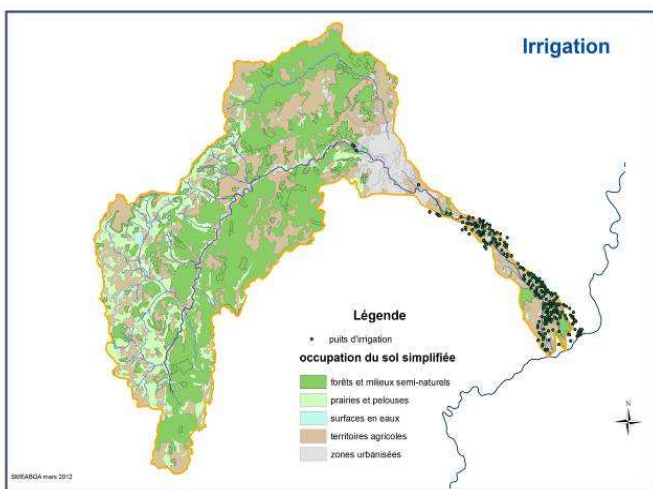 Irrigation
Légende
puits d'irrigation
occupation du sol simplifiée
forêts et milieux semi-naturels
prairies et pelouses
surfaces en eaux
territoires agricoles
zones urbanisées
N
SMEABOA mars 2012